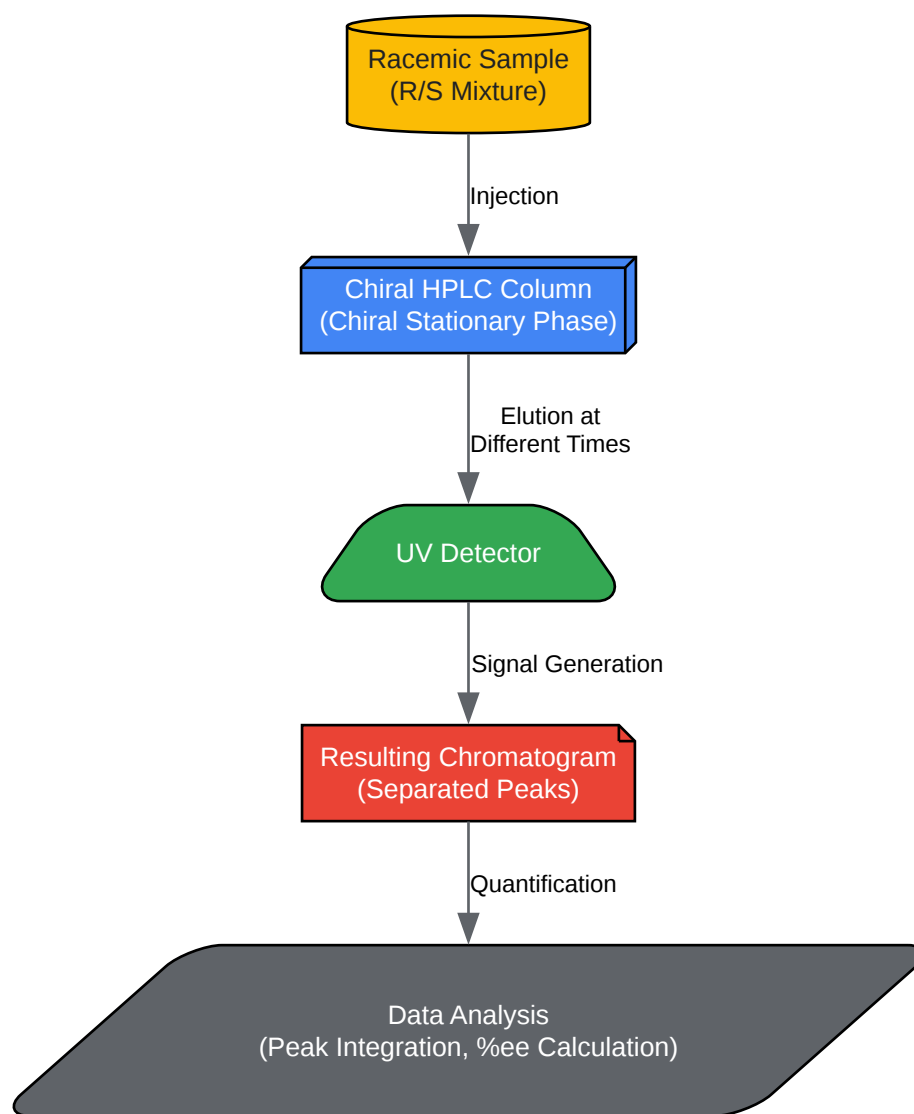 Racemic Sample
(R/S Mixture)
Injection
Chiral HPLC Column
(Chiral Stationary Phase)
Elution at
Different Times
UV Detector
Signal Generation
Resulting Chromatogram
(Separated Peaks)
Quantification
Data Analysis
(Peak Integration, %ee Calculation)